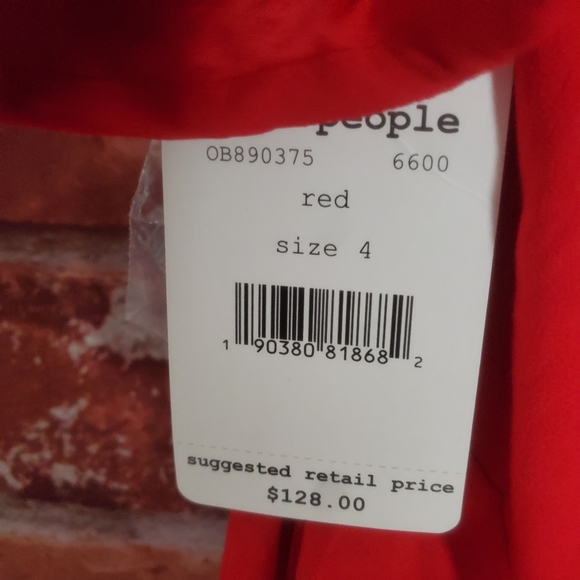 people
OB890375 6600
red
size 4
1 90380 81868 2
suggested retail price
$128.00